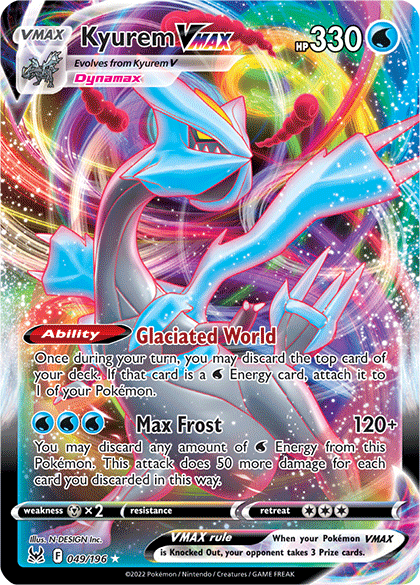 VMAX Kyurem VMAX HP 330
Evolves from Kyurem V
Dynamax
Ability Glaciated World
Once during your turn, you may discard the top card of
your deck. If that card is a Energy card, attach it to
1 of your Pokémon.
Max Frost 120+
You may discard any amount of Energy from this
Pokémon. This attack does 50 more damage for each
card you discarded in this way.
weakness × 2 resistance retreat
Illus. N-DESIGN Inc. VMAX rule When your Pokémon VMAX
F 049/196 ★ is Knocked Out, your opponent takes 3 Prize cards.
©2022 Pokémon / Nintendo / Creatures / GAME FREAK